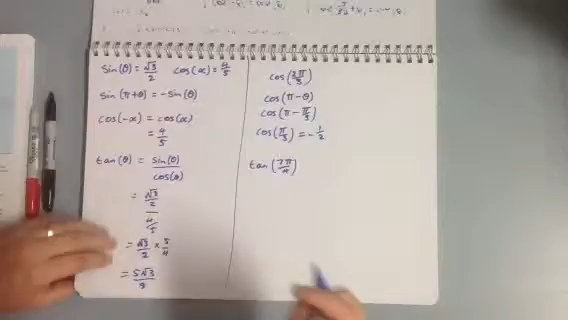 sin(θ) = √3/2 cos(x) = 4/5
sin(π+θ) = -sin(θ)
cos(-x) = cos(x)
= 4/5
tan(θ) = sin(θ)/cos(θ)
= √3/2 / 4/5
= √3/2 × 5/4
= 5√3/8
cos(2π/3)
cos(π-θ)
cos(π-π/3)
cos(π/3) = -1/2
tan(7π/4)